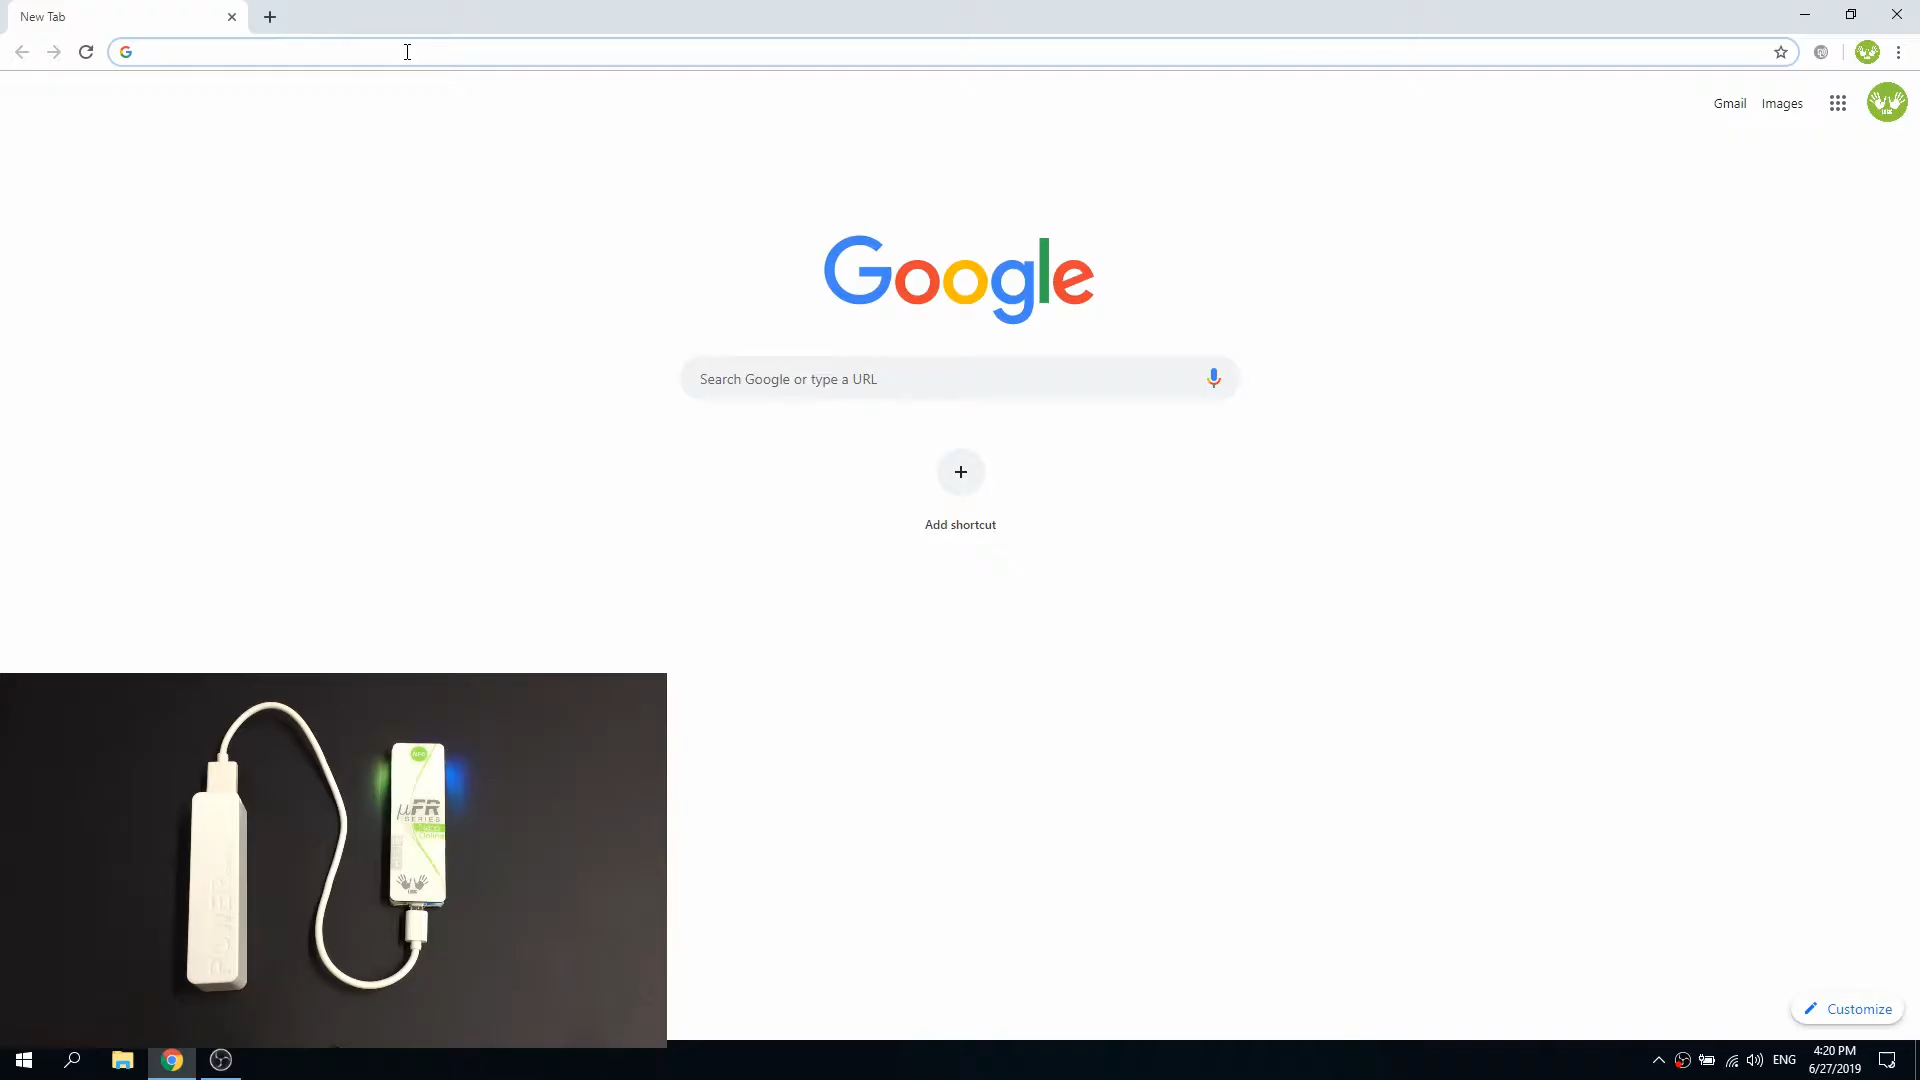 New Tab
Gmail
Images
Google
Search Google or type a URL
Add shortcut
µFR
SERIES
Online
POWER
Customize
ENG
4:20 PM
6/27/2019